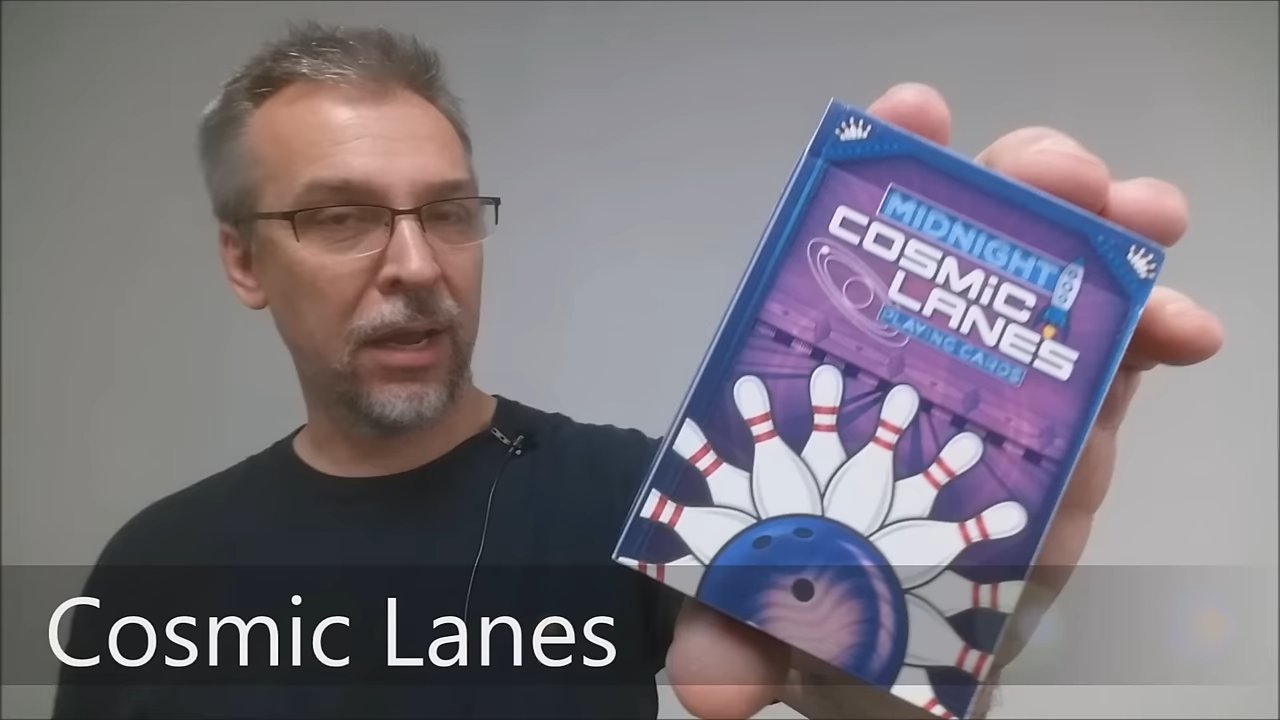 MIDNIGHT
COSMiC
LANES
PLAYING CARDS
Cosmic Lanes